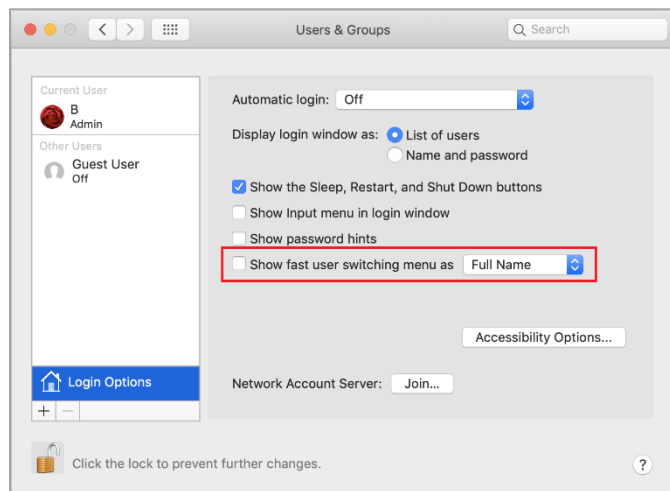 Users & Groups
Search
Current User
B
Admin
Other Users
Guest User
Off
Login Options
+ −
Automatic login: Off
Display login window as: List of users
Name and password
Show the Sleep, Restart, and Shut Down buttons
Show Input menu in login window
Show password hints
Show fast user switching menu as Full Name
Accessibility Options...
Network Account Server: Join...
Click the lock to prevent further changes.
?